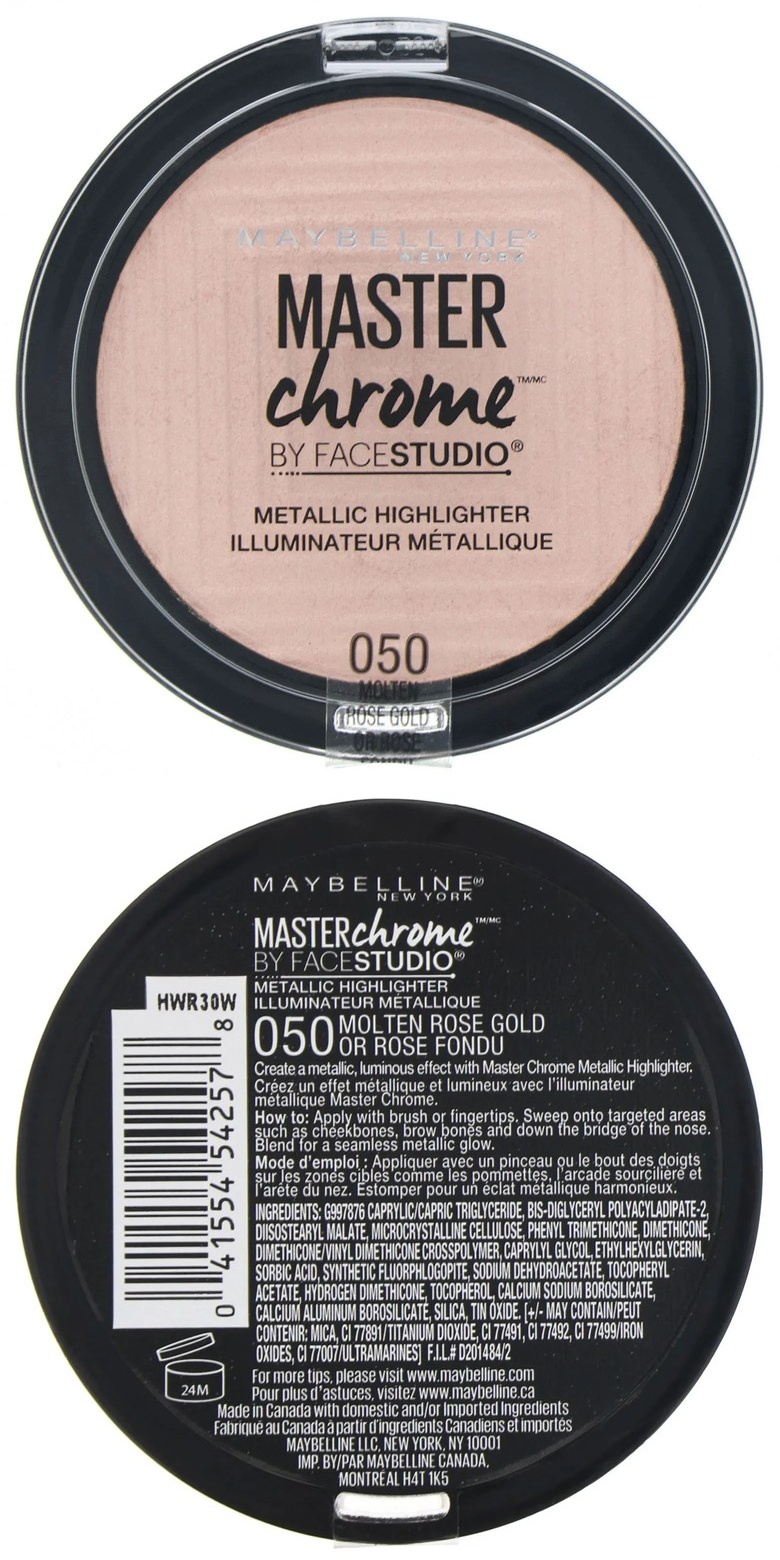 MAYBELLINE®
NEW YORK
MASTER
chrome™/MC
BY FACESTUDIO®
METALLIC HIGHLIGHTER
ILLUMINATEUR MÉTALLIQUE
050
MOLTEN
ROSE GOLD
OR ROSE
FONDU
MAYBELLINE®
NEW YORK
MASTER chrome™/MC
BY FACESTUDIO®
METALLIC HIGHLIGHTER
ILLUMINATEUR MÉTALLIQUE
050 MOLTEN ROSE GOLD
OR ROSE FONDU
HWR30W
0 41554 54257 8
Create a metallic, luminous effect with Master Chrome Metallic Highlighter.
Créez un effet métallique et lumineux avec l'illuminateur
métallique Master Chrome.
How to: Apply with brush or fingertips. Sweep onto targeted areas
such as cheekbones, brow bones and down the bridge of the nose.
Blend for a seamless metallic glow.
Mode d'emploi : Appliquer avec un pinceau ou le bout des doigts
sur les zones cibles comme les pommettes, l'arcade sourcilière et
l'arête du nez. Estomper pour un éclat métallique harmonieux.
INGREDIENTS: G997876 CAPRYLIC/CAPRIC TRIGLYCERIDE, BIS-DIGLYCERYL POLYACYLADIPATE-2,
DIISOSTEARYL MALATE, MICROCRYSTALLINE CELLULOSE, PHENYL TRIMETHICONE, DIMETHICONE,
DIMETHICONE/VINYL DIMETHICONE CROSSPOLYMER, CAPRYLYL GLYCOL, ETHYLHEXYLGLYCERIN,
SORBIC ACID, SYNTHETIC FLUORPHLOGOPITE, SODIUM DEHYDROACETATE, TOCOPHERYL
ACETATE, HYDROGEN DIMETHICONE, TOCOPHEROL, CALCIUM SODIUM BOROSILICATE,
CALCIUM ALUMINUM BOROSILICATE, SILICA, TIN OXIDE. [+/- MAY CONTAIN/PEUT
CONTENIR: MICA, CI 77891/TITANIUM DIOXIDE, CI 77491, CI 77492, CI 77499/IRON
OXIDES, CI 77007/ULTRAMARINES] F.I.L.# D201484/2
24M
For more tips, please visit www.maybelline.com
Pour plus d'astuces, visitez www.maybelline.ca
Made in Canada with domestic and/or Imported Ingredients
Fabriqué au Canada à partir d'ingredients Canadiens et importés
MAYBELLINE LLC, NEW YORK, NY 10001
IMP. BY/PAR MAYBELLINE CANADA,
MONTREAL H4T 1K5